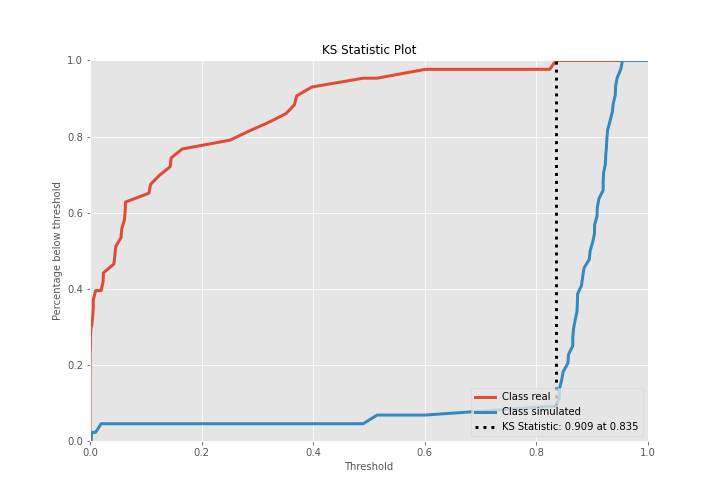 KS Statistic Plot
1.0
0.8
0.6
0.4
0.2
0.0
Percentage below threshold
0.0 0.2 0.4 0.6 0.8 1.0
Threshold
Class real
Class simulated
KS Statistic: 0.909 at 0.835